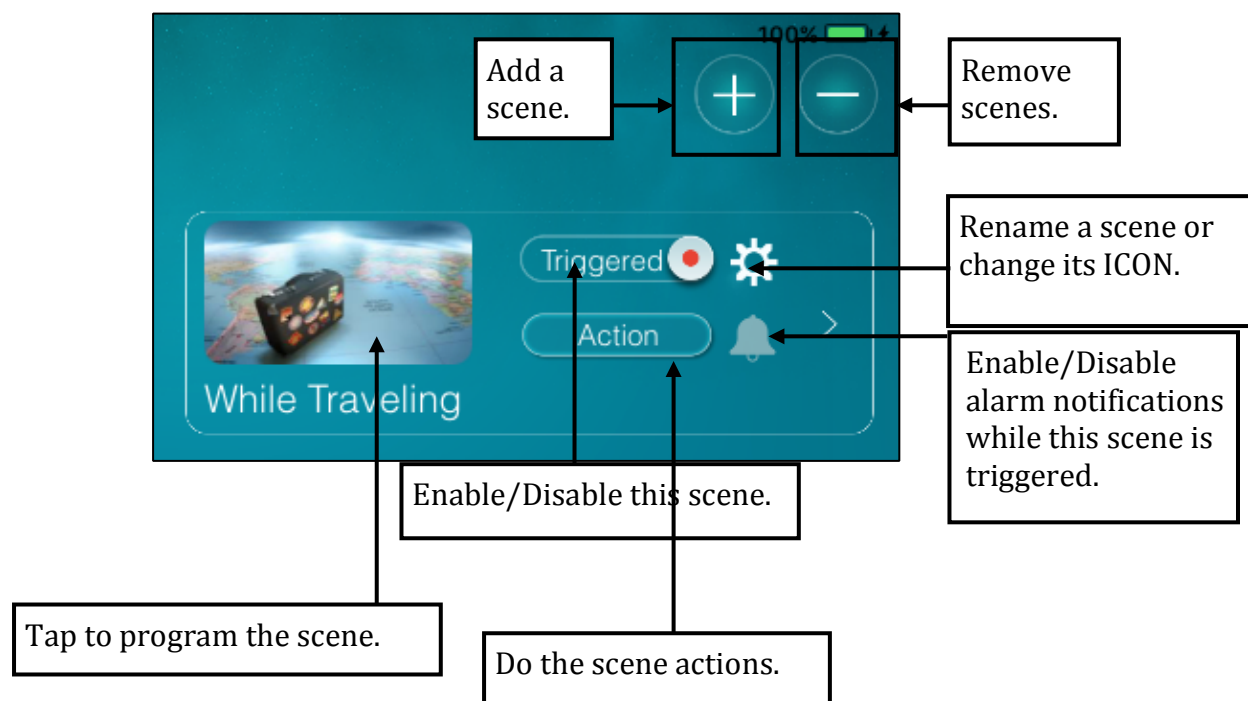 100%
Add a
scene.
Remove
scenes.
Rename a scene or
change its ICON.
Triggered
Action
While Traveling
Enable/Disable
alarm notifications
while this scene is
triggered.
Enable/Disable this scene.
Tap to program the scene.
Do the scene actions.